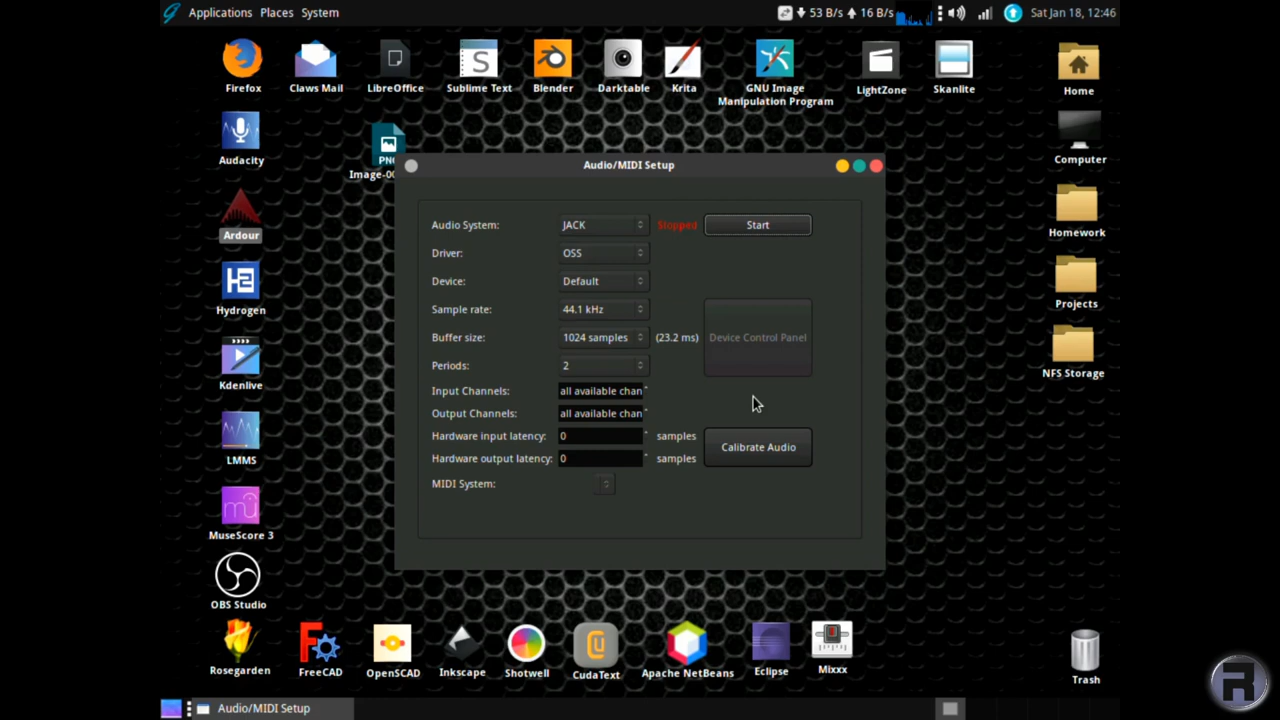 Applications Places System
53 B/s 16 B/s
Sat Jan 18, 12:46
Firefox
Claws Mail
LibreOffice
Sublime Text
Blender
Darktable
Krita
GNU Image
Manipulation Program
LightZone
Skanlite
Home
Audacity
PN
Image-00
Computer
Ardour
Homework
Hydrogen
Projects
Kdenlive
NFS Storage
LMMS
MuseScore 3
OBS Studio
Audio/MIDI Setup
Audio System: JACK Stopped Start
Driver: OSS
Device: Default
Sample rate: 44.1 kHz
Buffer size: 1024 samples (23.2 ms) Device Control Panel
Periods: 2
Input Channels: all available chan
Output Channels: all available chan
Hardware input latency: 0 samples
Calibrate Audio
Hardware output latency: 0 samples
MIDI System:
Rosegarden
FreeCAD
OpenSCAD
Inkscape
Shotwell
CudaText
Apache NetBeans
Eclipse
Mixxx
Trash
Audio/MIDI Setup